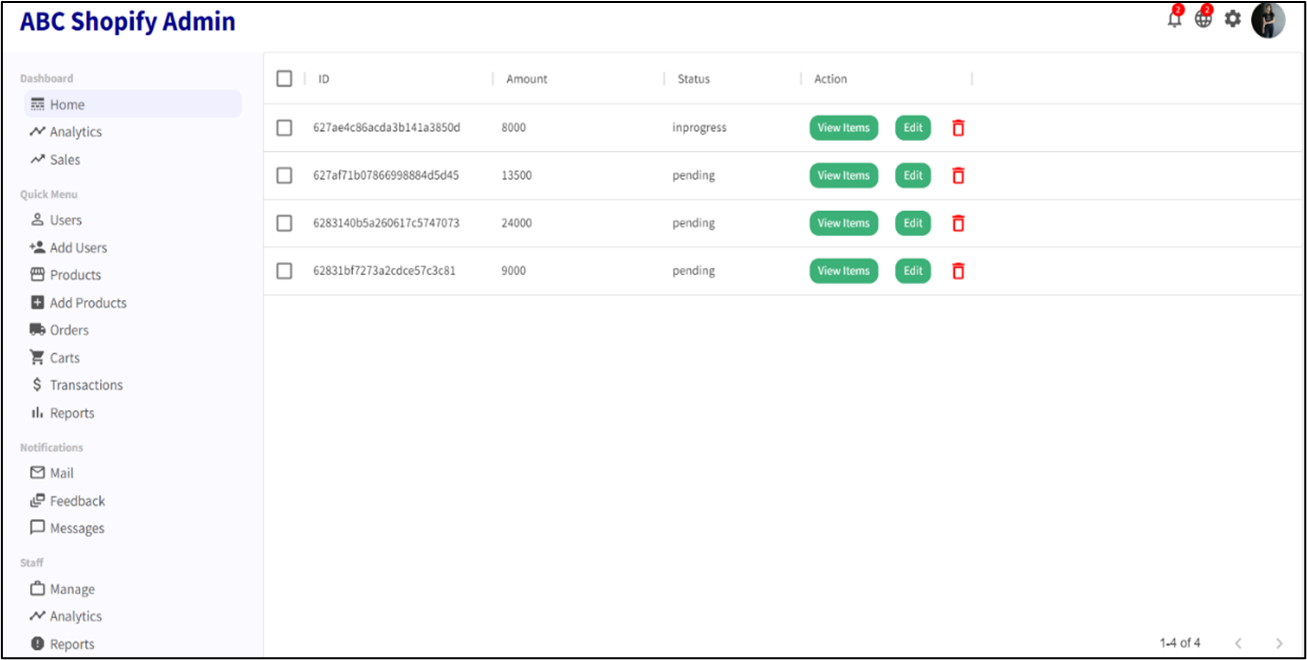 ABC Shopify Admin
2 2
Dashboard
Home
Analytics
Sales
Quick Menu
Users
Add Users
Products
Add Products
Orders
Carts
Transactions
Reports
Notifications
Mail
Feedback
Messages
Staff
Manage
Analytics
Reports
ID Amount Status Action
627ae4c86acda3b141a3850d 8000 inprogress View Items Edit
627af71b07866998884d5d45 13500 pending View Items Edit
6283140b5a260617c5747073 24000 pending View Items Edit
62831bf7273a2cdce57c3c81 9000 pending View Items Edit
1-4 of 4